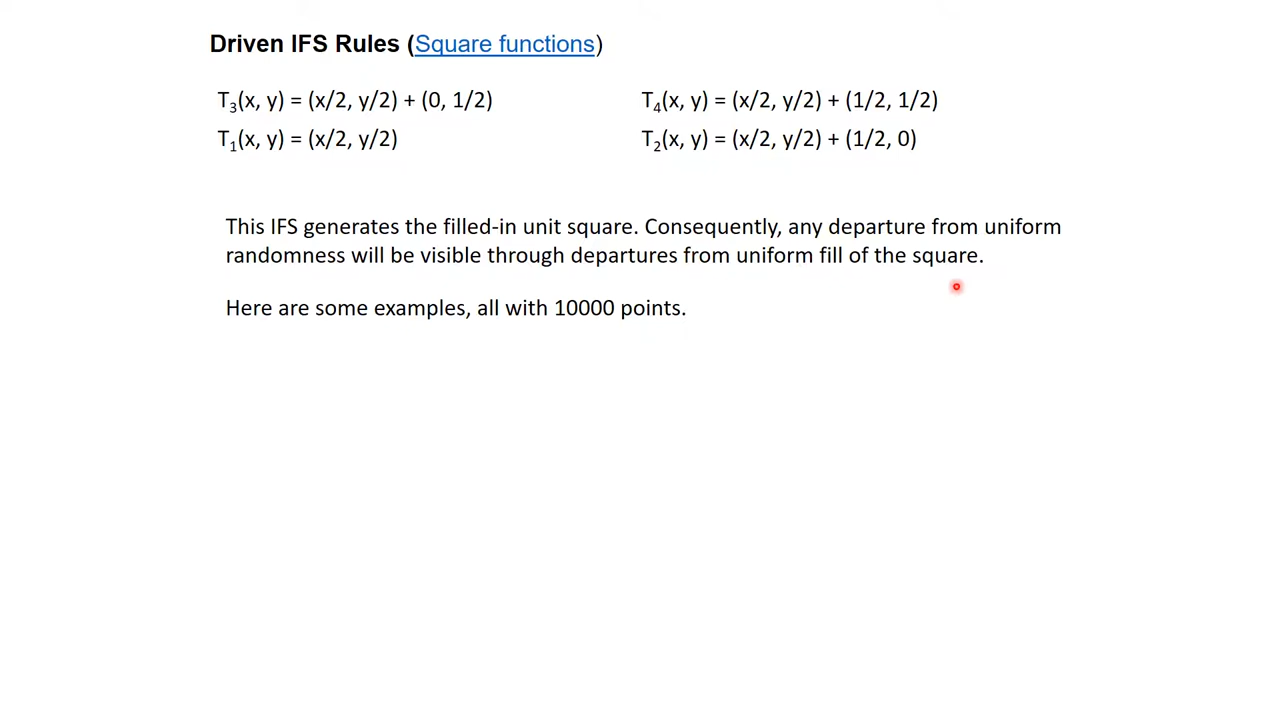 Driven IFS Rules (Square functions)
T₃(x, y) = (x/2, y/2) + (0, 1/2) T₄(x, y) = (x/2, y/2) + (1/2, 1/2)
T₁(x, y) = (x/2, y/2) T₂(x, y) = (x/2, y/2) + (1/2, 0)
This IFS generates the filled-in unit square. Consequently, any departure from uniform
randomness will be visible through departures from uniform fill of the square.
Here are some examples, all with 10000 points.